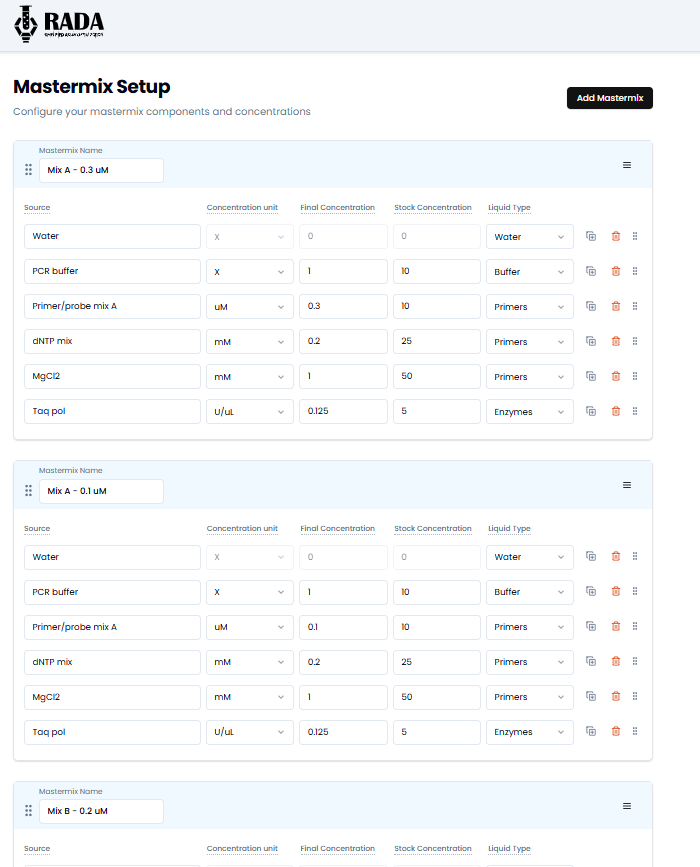 RADA
Mastermix Setup
Configure your mastermix components and concentrations
Add Mastermix
Mastermix Name
Mix A - 0.3 uM
Source Concentration unit Final Concentration Stock Concentration Liquid Type
Water X 0 0 Water
PCR buffer X 1 10 Buffer
Primer/probe mix A uM 0.3 10 Primers
dNTP mix mM 0.2 25 Primers
MgCl2 mM 1 50 Primers
Taq pol U/uL 0.125 5 Enzymes
Mastermix Name
Mix A - 0.1 uM
Source Concentration unit Final Concentration Stock Concentration Liquid Type
Water X 0 0 Water
PCR buffer X 1 10 Buffer
Primer/probe mix A uM 0.1 10 Primers
dNTP mix mM 0.2 25 Primers
MgCl2 mM 1 50 Primers
Taq pol U/uL 0.125 5 Enzymes
Mastermix Name
Mix B - 0.2 uM
Source Concentration unit Final Concentration Stock Concentration Liquid Type